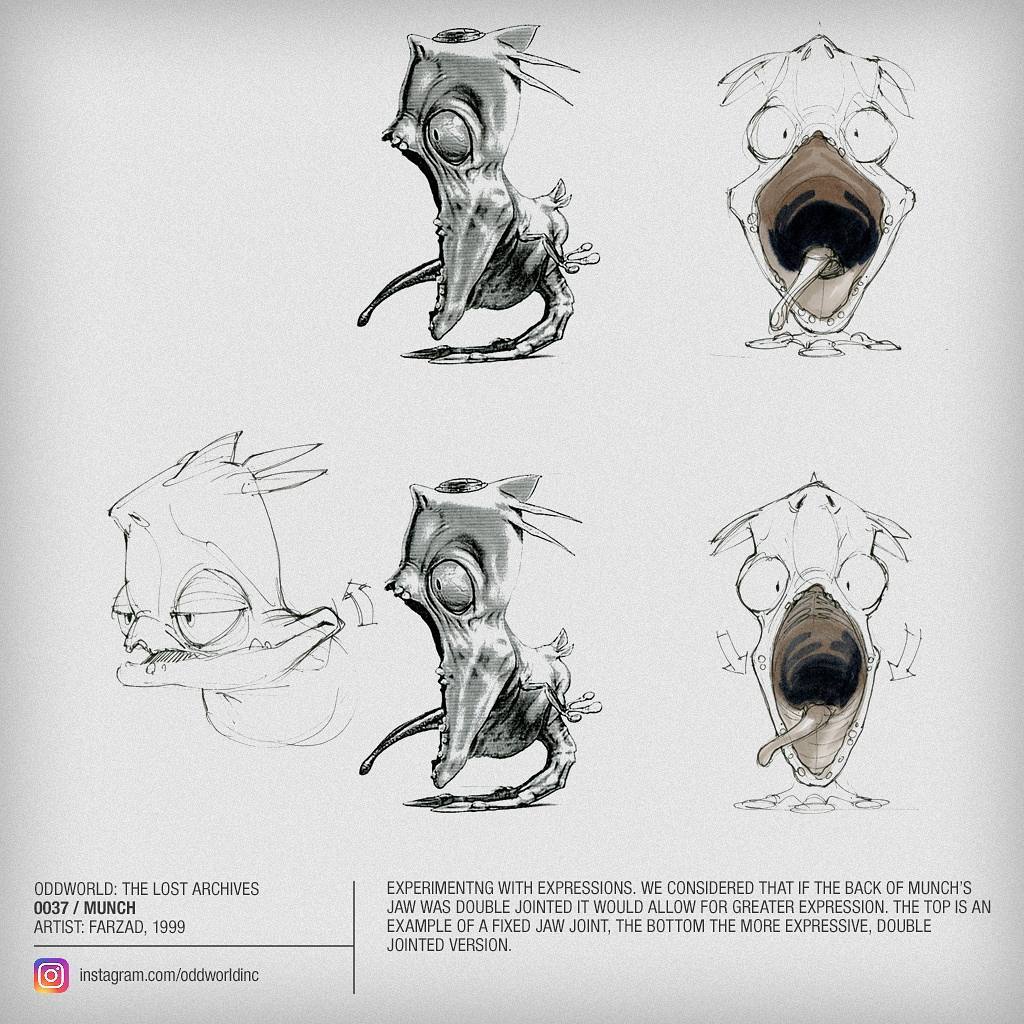 ODDWORLD: THE LOST ARCHIVES
0037 / MUNCH
ARTIST: FARZAD, 1999
instagram.com/oddworldinc
EXPERIMENTNG WITH EXPRESSIONS. WE CONSIDERED THAT IF THE BACK OF MUNCH'S
JAW WAS DOUBLE JOINTED IT WOULD ALLOW FOR GREATER EXPRESSION. THE TOP IS AN
EXAMPLE OF A FIXED JAW JOINT, THE BOTTOM THE MORE EXPRESSIVE, DOUBLE
JOINTED VERSION.